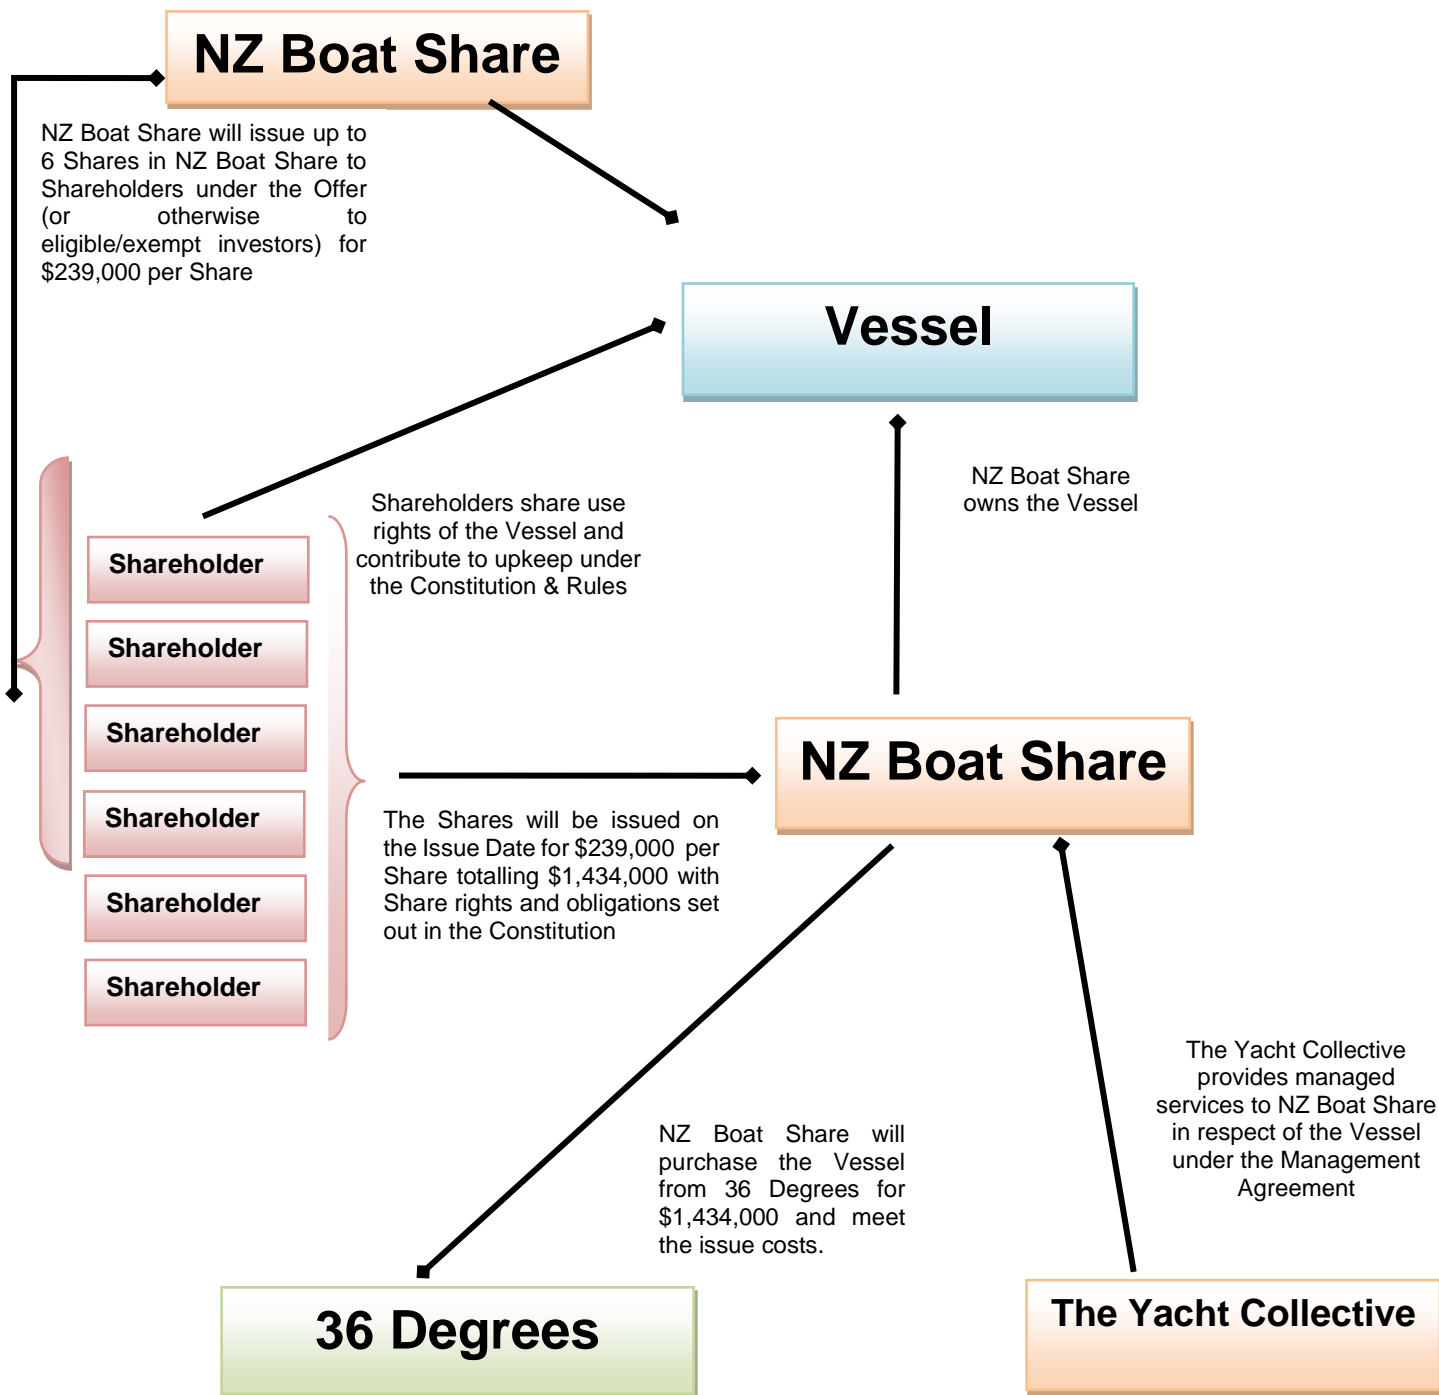 NZ Boat Share
NZ Boat Share will issue up to
6 Shares in NZ Boat Share to
Shareholders under the Offer
(or otherwise to
eligible/exempt investors) for
$239,000 per Share
Vessel
NZ Boat Share
owns the Vessel
Shareholders share use
rights of the Vessel and
contribute to upkeep under
the Constitution & Rules
Shareholder
Shareholder
Shareholder
Shareholder
Shareholder
Shareholder
NZ Boat Share
The Shares will be issued on
the Issue Date for $239,000 per
Share totalling $1,434,000 with
Share rights and obligations set
out in the Constitution
The Yacht Collective
provides managed
services to NZ Boat Share
in respect of the Vessel
under the Management
Agreement
NZ Boat Share will
purchase the Vessel
from 36 Degrees for
$1,434,000 and meet
the issue costs.
36 Degrees
The Yacht Collective